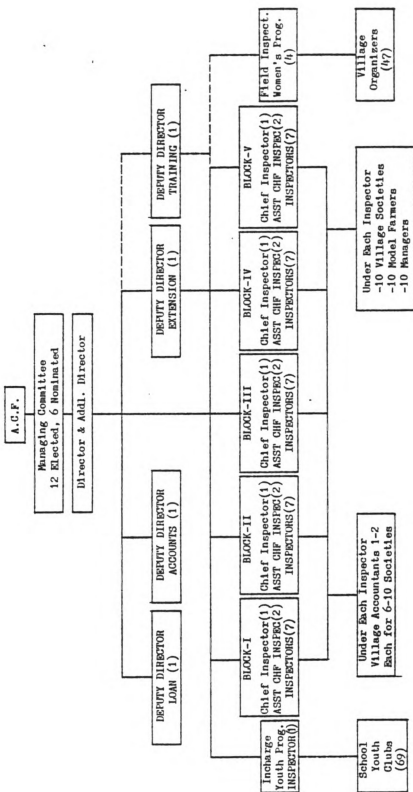 A.C.F.
Managing Committee
12 Elected, 6 Nominated
Director & Addl. Director
DEPUTY DIRECTOR
LOAN (1)
DEPUTY DIRECTOR
ACCOUNTS (1)
DEPUTY DIRECTOR
EXTENSION (1)
DEPUTY DIRECTOR
TRAINING (1)
Incharge
Youth Prog.
INSPECTOR(1)
BLOCK-I
Chief Inspector(1)
ASST CHF INSPEC(2)
INSPECTORS(7)
BLOCK-II
Chief Inspector(1)
ASST CHF INSPEC(2)
INSPECTORS(7)
BLOCK-III
Chief Inspector(1)
ASST CHF INSPEC(2)
INSPECTORS(7)
BLOCK-IV
Chief Inspector(1)
ASST CHF INSPEC(2)
INSPECTORS(7)
BLOCK-V
Chief Inspector(1)
ASST CHF INSPEC(2)
INSPECTORS(7)
Field Inspect.
Women's Prog.
(4)
School
Youth
Clubs
(69)
Under Each Inspector
Village Accountants 1-2
Each for 6-10 Societies
Under Each Inspector
-10 Village Societies
-10 Model Farmers
-10 Managers
Village
Organizers
(47)